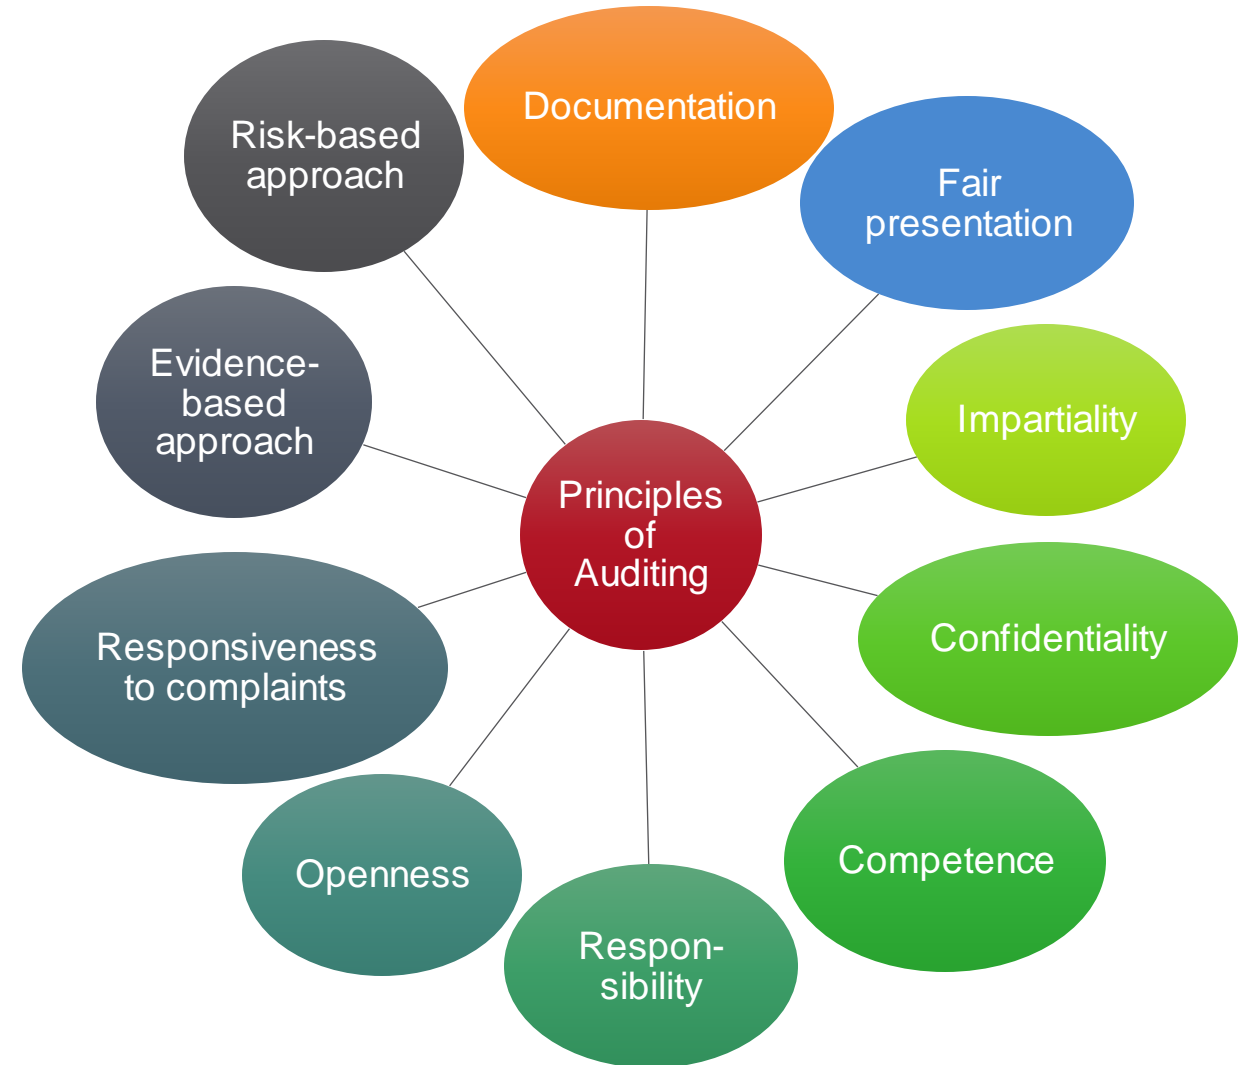 Documentation
Fair
presentation
Impartiality
Confidentiality
Competence
Respon-
sibility
Openness
Responsiveness
to complaints
Evidence-
based
approach
Risk-based
approach
Principles
of
Auditing